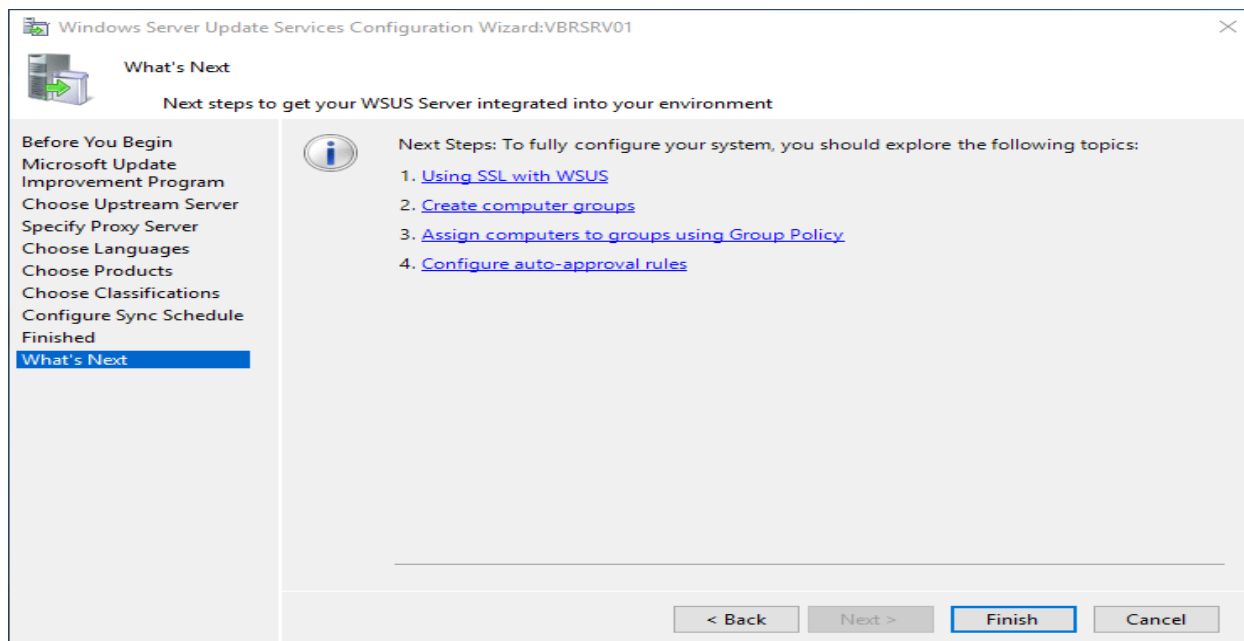 Windows Server Update Services Configuration Wizard:VBRSRV01
What's Next
Next steps to get your WSUS Server integrated into your environment
Before You Begin
Microsoft Update
Improvement Program
Choose Upstream Server
Specify Proxy Server
Choose Languages
Choose Products
Choose Classifications
Configure Sync Schedule
Finished
What's Next
Next Steps: To fully configure your system, you should explore the following topics:
1. Using SSL with WSUS
2. Create computer groups
3. Assign computers to groups using Group Policy
4. Configure auto-approval rules
< Back
Next >
Finish
Cancel